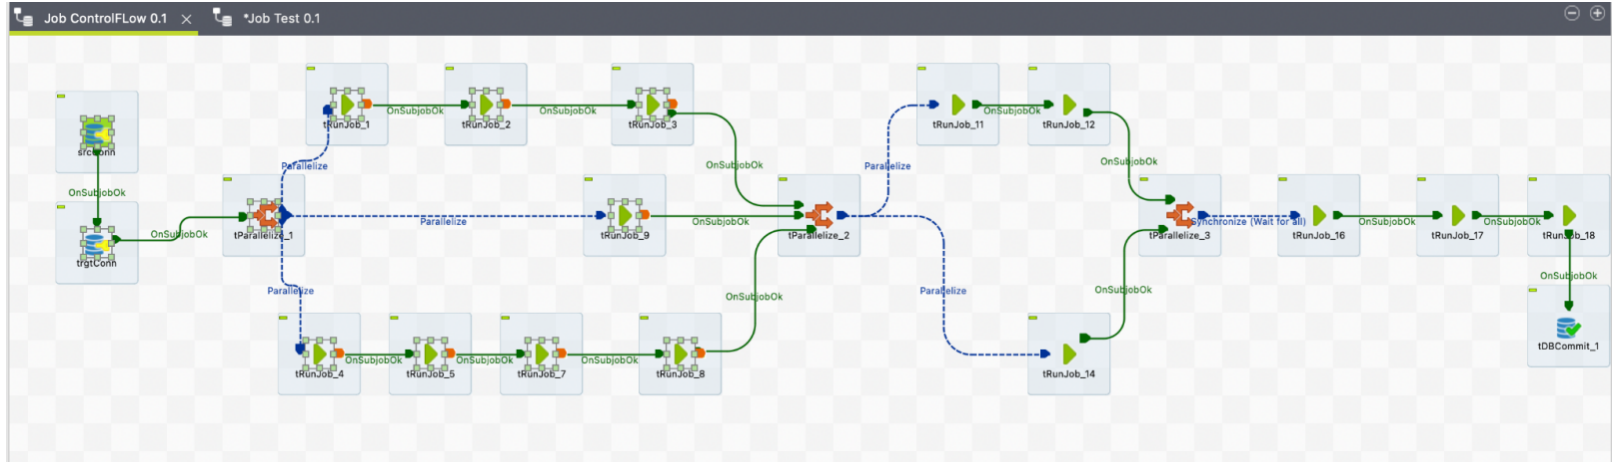 Job ControlFLow 0.1
*Job Test 0.1
tRunJob_1
OnSubjobOk
tRunJob_2
OnSubjobOk
tRunJob_3
tRunJob_11
OnSubjobOk
tRunJob_12
srcConn
Parallelize
OnSubjobOk
Parallelize
OnSubjobOk
OnSubjobOk
trgtConn
OnSubjobOk
tParallelize_1
Parallelize
tRunJob_9
OnSubjobOk
tParallelize_2
tParallelize_3
Synchronize (Wait for all)
tRunJob_16
OnSubjobOk
tRunJob_17
OnSubjobOk
tRunJob_18
Parallelize
OnSubjobOk
Parallelize
OnSubjobOk
OnSubjobOk
tRunJob_4
OnSubjobOk
tRunJob_5
OnSubjobOk
tRunJob_7
OnSubjobOk
tRunJob_8
tRunJob_14
tDBCommit_1